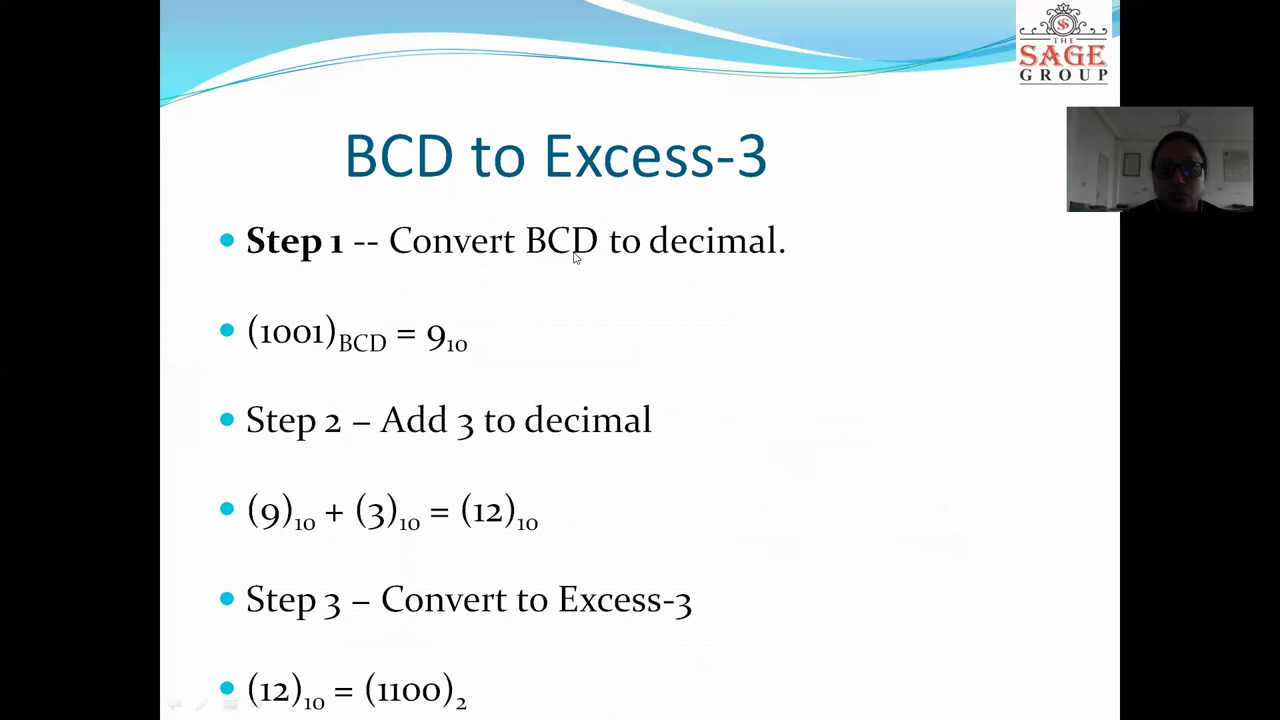 THE
SAGE
GROUP
BCD to Excess-3
Step 1 -- Convert BCD to decimal.
(1001)BCD = 910
Step 2 – Add 3 to decimal
(9)10 + (3)10 = (12)10
Step 3 – Convert to Excess-3
(12)10 = (1100)2